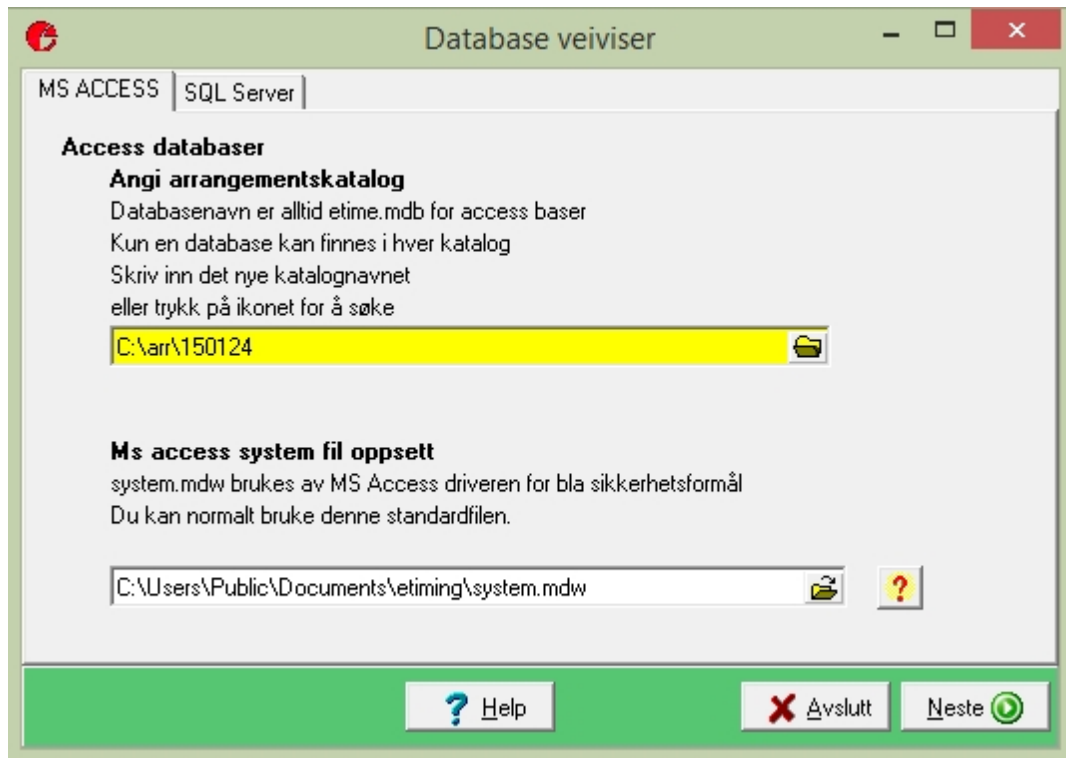 Database veiviser
MS ACCESS
SQL Server
Access databaser
Angi arrangementskatalog
Databasenavn er alltid etime.mdb for access baser
Kun en database kan finnes i hver katalog
Skriv inn det nye katalognavnet
eller trykk på ikonet for å søke
C:\arr\150124
Ms access system fil oppsett
system.mdw brukes av MS Access driveren for bla sikkerhetsformål
Du kan normalt bruke denne standardfilen.
C:\Users\Public\Documents\etiming\system.mdw
?
? Help
Avslutt
Neste